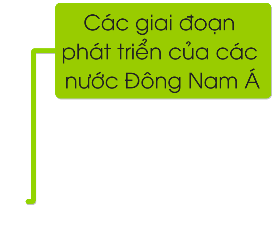 Các giai đoạn
phát triển của các
nước Đông Nam Á